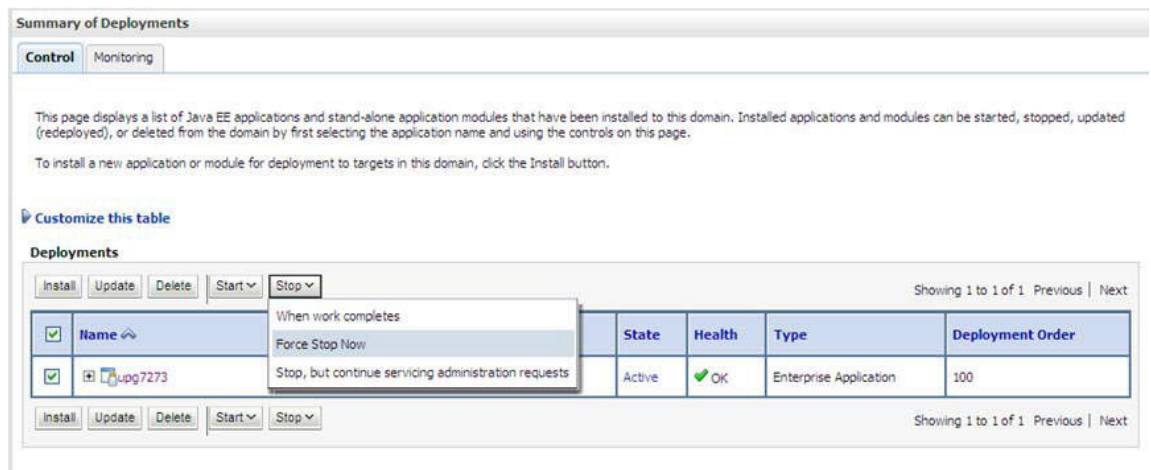 Summary of Deployments
Control Monitoring
This page displays a list of Java EE applications and stand-alone application modules that have been installed to this domain. Installed applications and modules can be started, stopped, updated
(redeployed), or deleted from the domain by first selecting the application name and using the controls on this page.
To install a new application or module for deployment to targets in this domain, click the Install button.
Customize this table
Deployments
Install Update Delete Start Stop Showing 1 to 1 of 1 Previous | Next
When work completes
Name State Health Type Deployment Order
Force Stop Now
upg7273 Active OK Enterprise Application 100
Stop, but continue servicing administration requests
Install Update Delete Start Stop Showing 1 to 1 of 1 Previous | Next